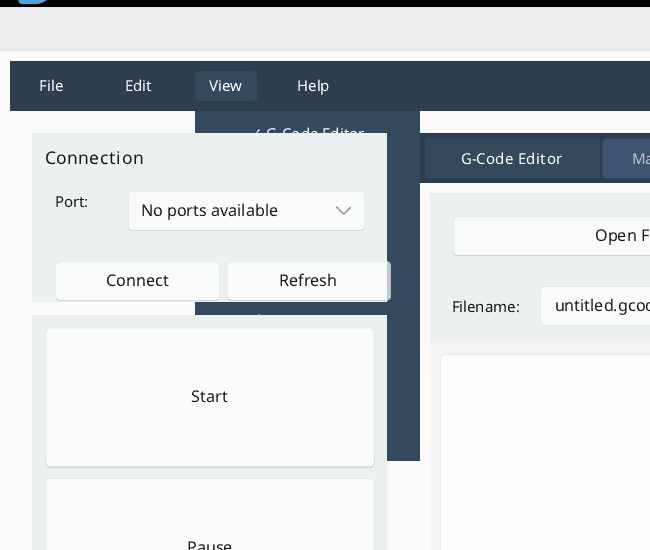 File Edit View Help
✓ G-Code Editor
Connection
G-Code Editor
Port: No ports available
Open F
Connect Refresh
Filename: untitled.gcod
Start
Pause